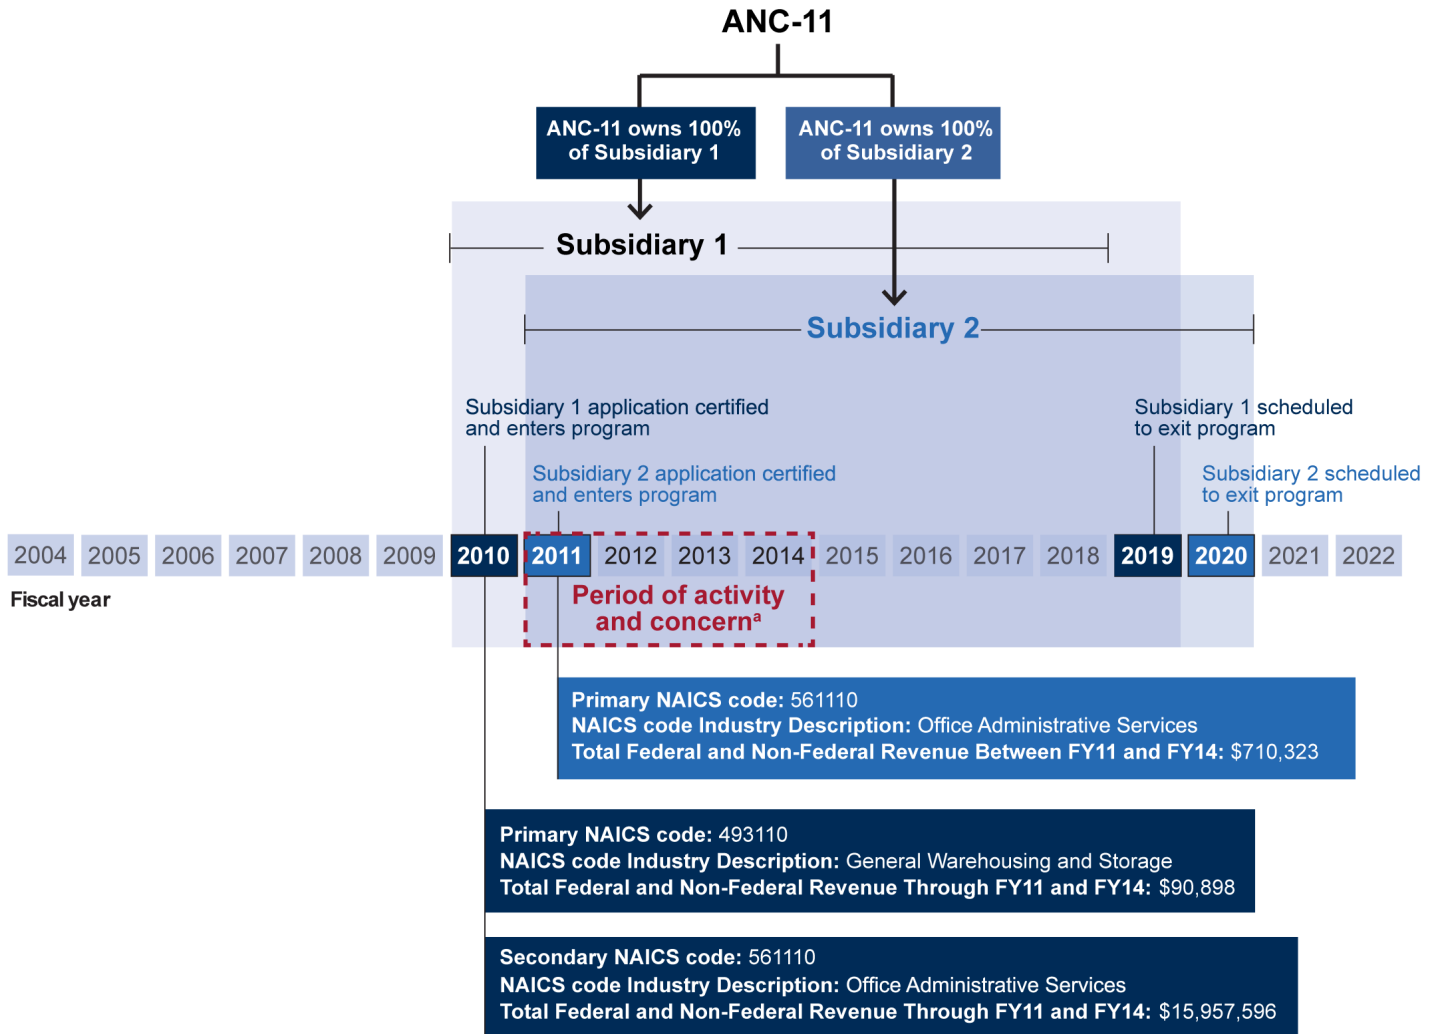 ANC-11
ANC-11 owns 100%
of Subsidiary 1
ANC-11 owns 100%
of Subsidiary 2
Subsidiary 1
Subsidiary 2
Subsidiary 1 application certified
and enters program
Subsidiary 1 scheduled
to exit program
Subsidiary 2 application certified
and enters program
Subsidiary 2 scheduled
to exit program
2004 2005 2006 2007 2008 2009 2010 2011 2012 2013 2014 2015 2016 2017 2018 2019 2020 2021 2022
Fiscal year
Period of activity
and concernª
Primary NAICS code: 561110
NAICS code Industry Description: Office Administrative Services
Total Federal and Non-Federal Revenue Between FY11 and FY14: $710,323
Primary NAICS code: 493110
NAICS code Industry Description: General Warehousing and Storage
Total Federal and Non-Federal Revenue Through FY11 and FY14: $90,898
Secondary NAICS code: 561110
NAICS code Industry Description: Office Administrative Services
Total Federal and Non-Federal Revenue Through FY11 and FY14: $15,957,596